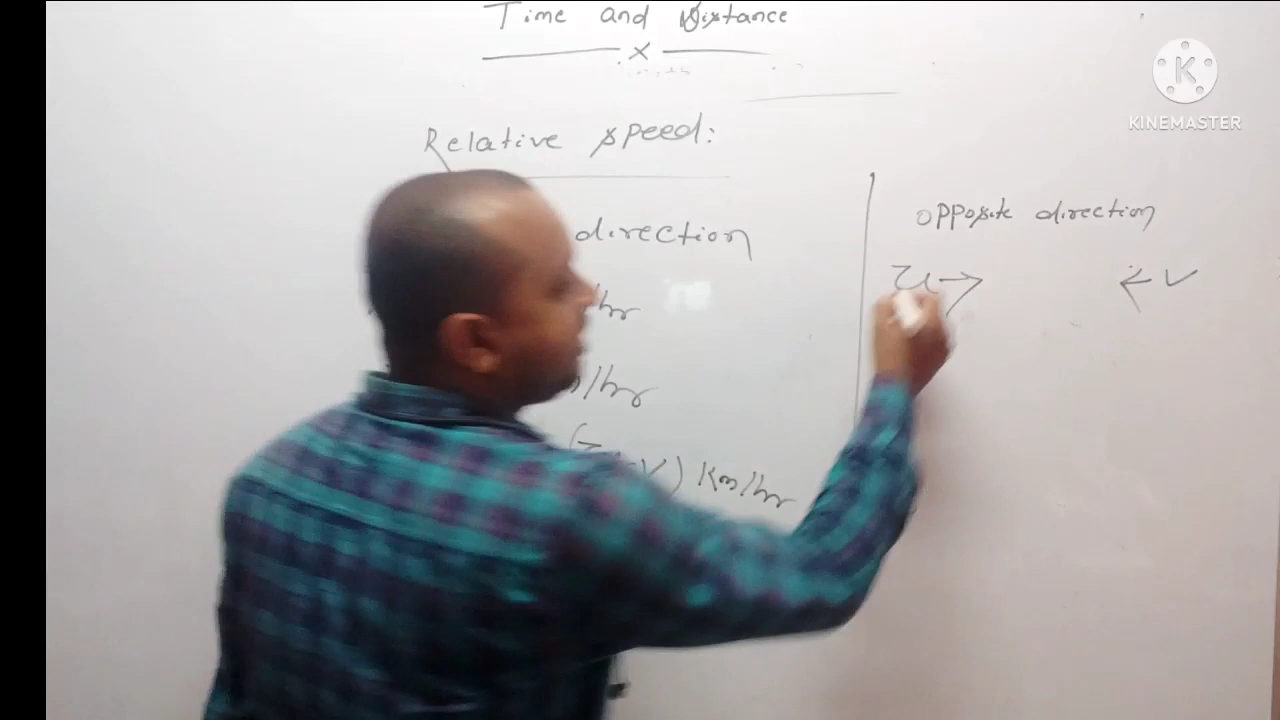 Time and Distance
x
KINEMASTER
Relative speed:
direction
opposite direction
u → ← v
/hr
m/hr
v) Km/hr